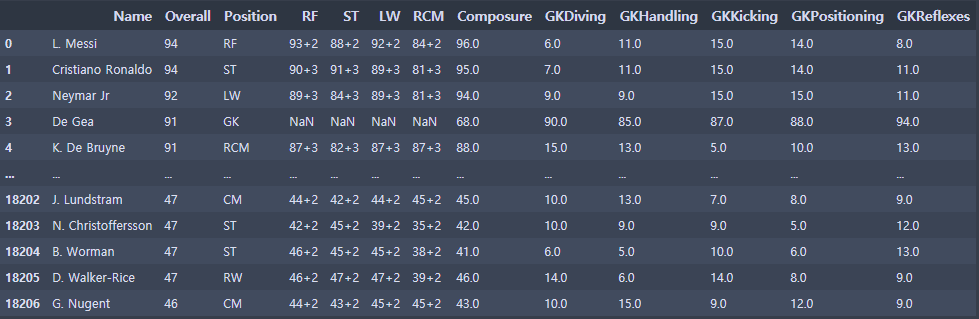 Name Overall Position RF ST LW RCM Composure GKDiving GKHandling GKKicking GKPositioning GKReflexes
0 L. Messi 94 RF 93+2 88+2 92+2 84+2 96.0 6.0 11.0 15.0 14.0 8.0
1 Cristiano Ronaldo 94 ST 90+3 91+3 89+3 81+3 95.0 7.0 11.0 15.0 14.0 11.0
2 Neymar Jr 92 LW 89+3 84+3 89+3 81+3 94.0 9.0 9.0 15.0 15.0 11.0
3 De Gea 91 GK NaN NaN NaN NaN 68.0 90.0 85.0 87.0 88.0 94.0
4 K. De Bruyne 91 RCM 87+3 82+3 87+3 87+3 88.0 15.0 13.0 5.0 10.0 13.0
... ... ... ... ... ... ... ... ... ... ... ... ... ...
18202 J. Lundstram 47 CM 44+2 42+2 44+2 45+2 45.0 10.0 13.0 7.0 8.0 9.0
18203 N. Christoffersson 47 ST 42+2 45+2 39+2 35+2 42.0 10.0 9.0 9.0 5.0 12.0
18204 B. Worman 47 ST 46+2 45+2 45+2 38+2 41.0 6.0 5.0 10.0 6.0 13.0
18205 D. Walker-Rice 47 RW 46+2 47+2 47+2 39+2 46.0 14.0 6.0 14.0 8.0 9.0
18206 G. Nugent 46 CM 44+2 43+2 45+2 45+2 43.0 10.0 15.0 9.0 12.0 9.0